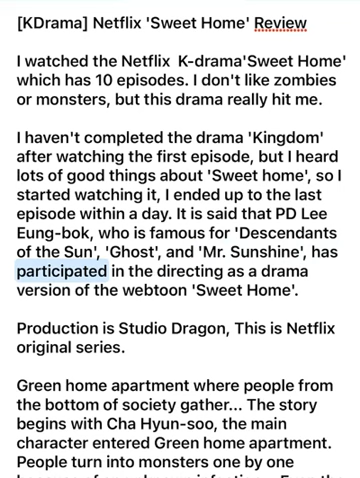 [KDrama] Netflix 'Sweet Home' Review
I watched the Netflix  K-drama'Sweet Home'
which has 10 episodes. I don't like zombies
or monsters, but this drama really hit me.
I haven't completed the drama 'Kingdom'
after watching the first episode, but I heard
lots of good things about 'Sweet home', so I
started watching it, I ended up to the last
episode within a day. It is said that PD Lee
Eung-bok, who is famous for 'Descendants
of the Sun', 'Ghost', and 'Mr. Sunshine', has
participated in the directing as a drama
version of the webtoon 'Sweet Home'.
Production is Studio Dragon, This is Netflix
original series.
Green home apartment where people from
the bottom of society gather... The story
begins with Cha Hyun-soo, the main
character entered Green home apartment.
People turn into monsters one by one